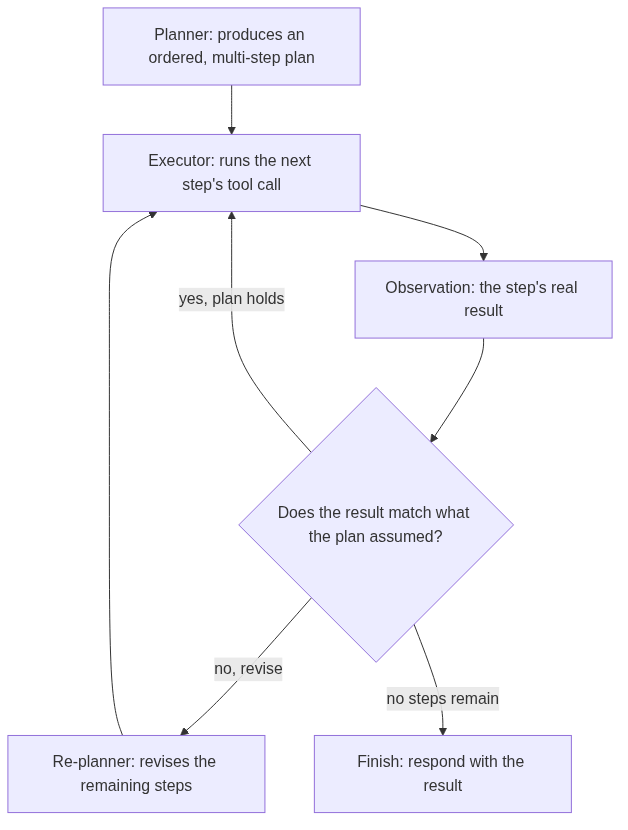 Planner: produces an
ordered, multi-step plan
Executor: runs the next
step's tool call
Observation: the step's real
result
yes, plan holds
Does the result match what
the plan assumed?
no, revise
no steps remain
Re-planner: revises the
remaining steps
Finish: respond with the
result